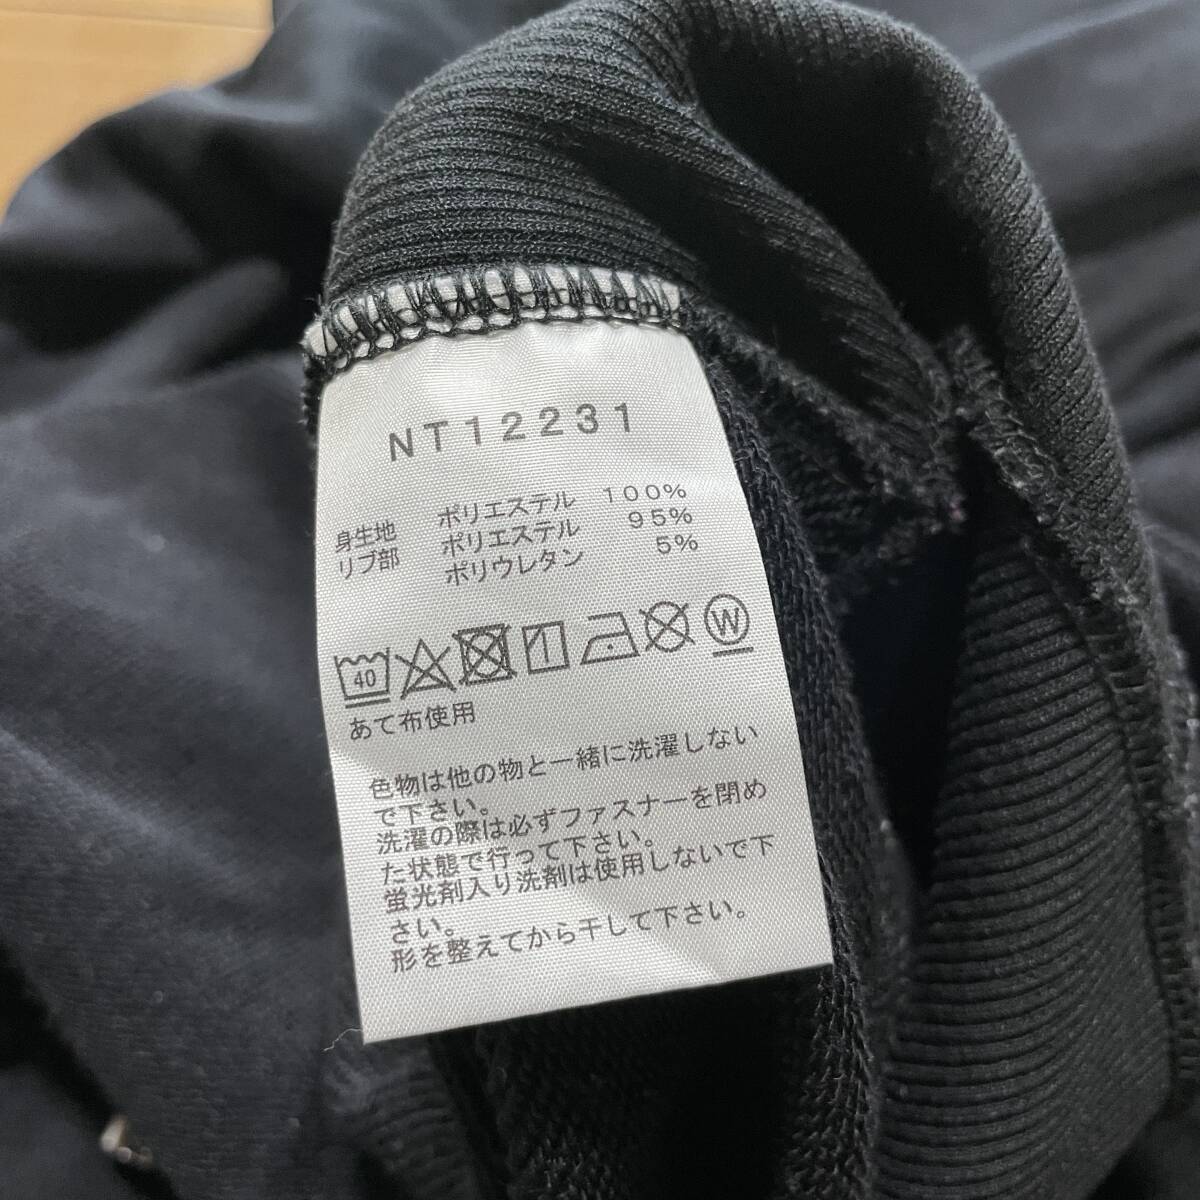 NT12231
身生地 ポリエステル 100%
リブ部 ポリエステル 95%
ポリウレタン 5%
40 W
あて布使用
色物は他の物と一緒に洗濯しない
で下さい。
洗濯の際は必ずファスナーを閉め
た状態で行って下さい。
蛍光剤入り洗剤は使用しないで下
さい。
形を整えてから干して下さい。